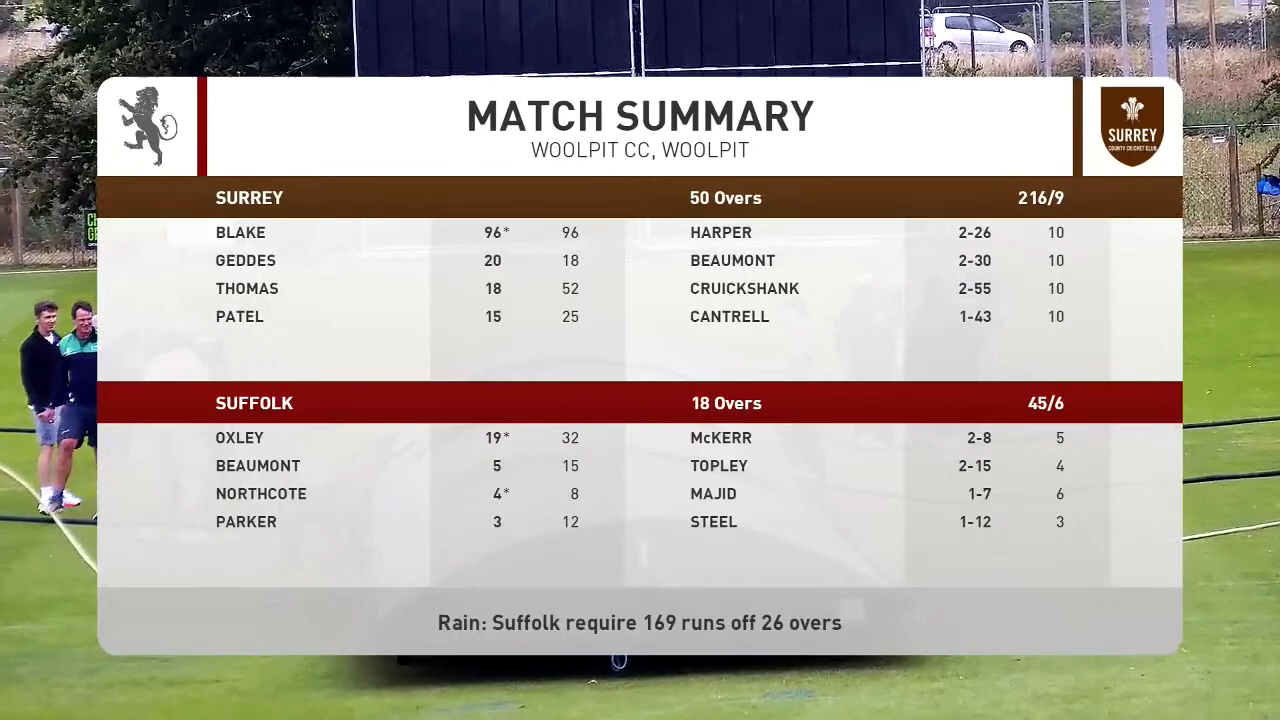 MATCH SUMMARY
WOOLPIT CC, WOOLPIT
SURREY
COUNTY CRICKET CLUB
SURREY 50 Overs 216/9
BLAKE 96* 96 HARPER 2-26 10
GEDDES 20 18 BEAUMONT 2-30 10
THOMAS 18 52 CRUICKSHANK 2-55 10
PATEL 15 25 CANTRELL 1-43 10
SUFFOLK 18 Overs 45/6
OXLEY 19* 32 McKERR 2-8 5
BEAUMONT 5 15 TOPLEY 2-15 4
NORTHCOTE 4* 8 MAJID 1-7 6
PARKER 3 12 STEEL 1-12 3
Rain: Suffolk require 169 runs off 26 overs